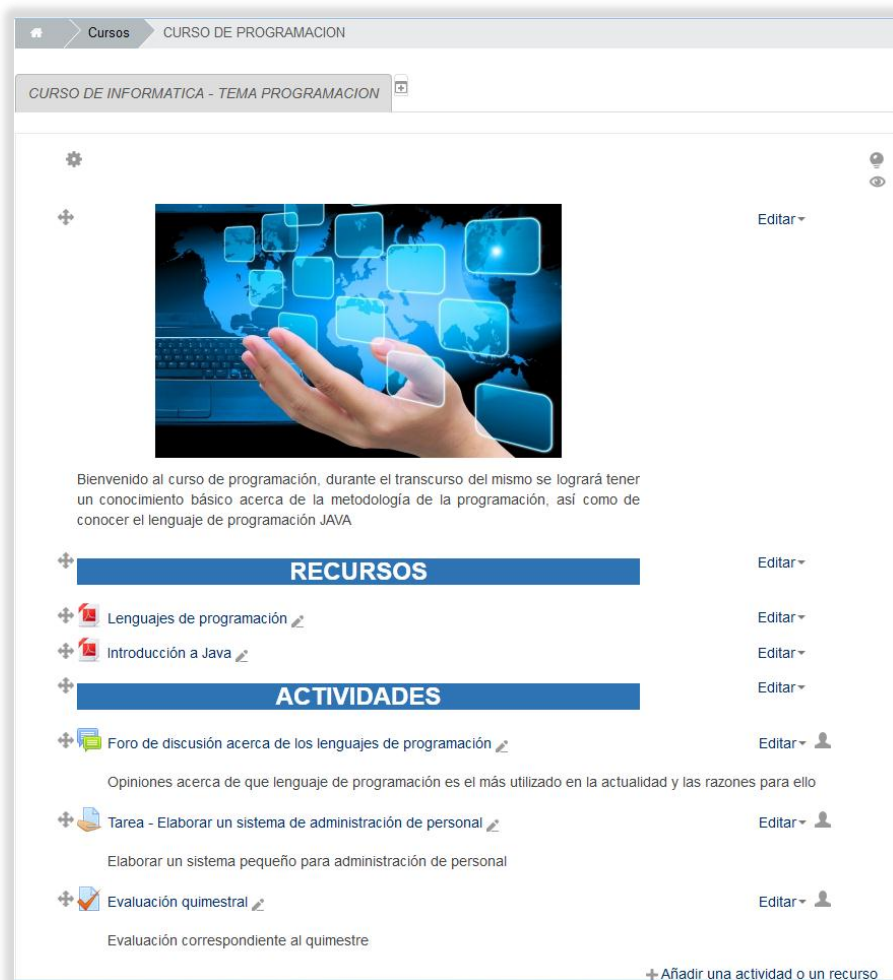 Cursos CURSO DE PROGRAMACION
CURSO DE INFORMATICA - TEMA PROGRAMACION
Editar
Bienvenido al curso de programación, durante el transcurso del mismo se logrará tener
un conocimiento básico acerca de la metodología de la programación, así como de
conocer el lenguaje de programación JAVA
RECURSOS Editar
Lenguajes de programación Editar
Introducción a Java Editar
ACTIVIDADES Editar
Foro de discusión acerca de los lenguajes de programación Editar
Opiniones acerca de que lenguaje de programación es el más utilizado en la actualidad y las razones para ello
Tarea - Elaborar un sistema de administración de personal Editar
Elaborar un sistema pequeño para administración de personal
Evaluación quimestral Editar
Evaluación correspondiente al quimestre
Añadir una actividad o un recurso